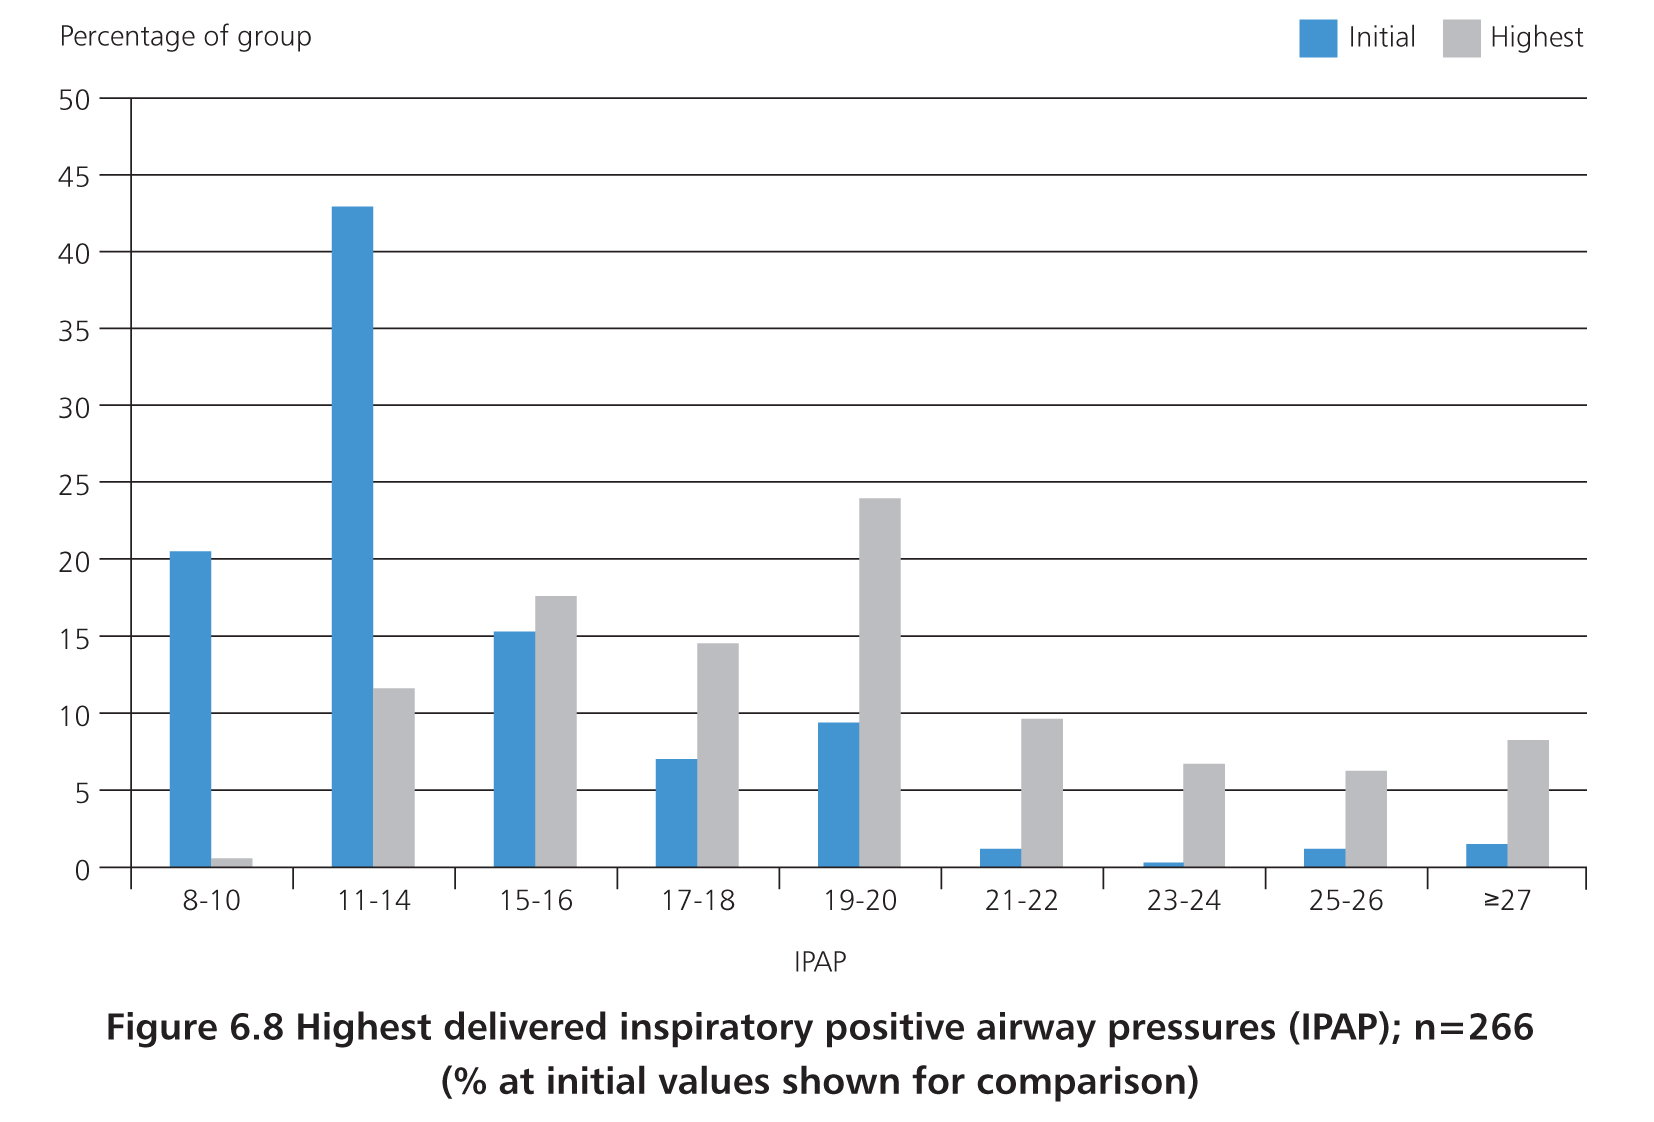 Percentage of group
Initial Highest
50
45
40
35
30
25
20
15
10
5
0
8-10 11-14 15-16 17-18 19-20 21-22 23-24 25-26 ≥27
IPAP
Figure 6.8 Highest delivered inspiratory positive airway pressures (IPAP); n=266
(% at initial values shown for comparison)